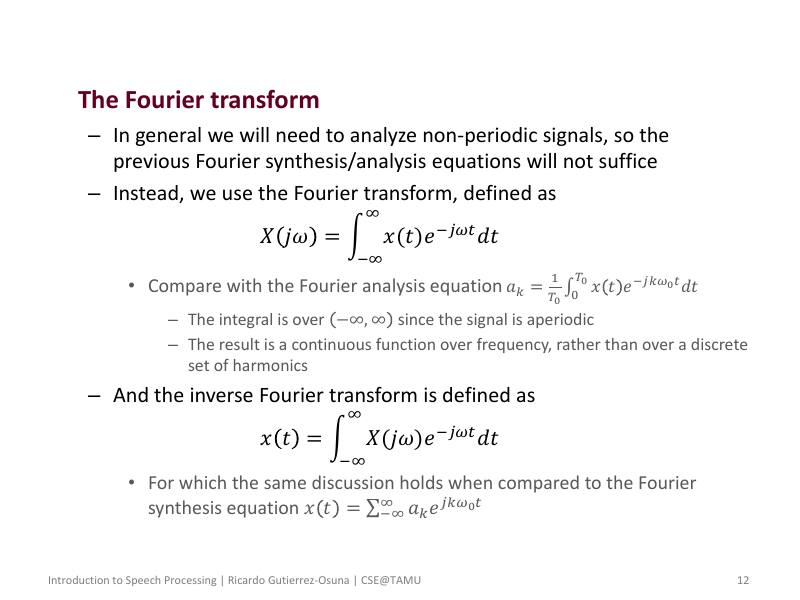 The Fourier transform
– In general we will need to analyze non-periodic signals, so the
previous Fourier synthesis/analysis equations will not suffice
– Instead, we use the Fourier transform, defined as
𝑋(𝑗𝜔) = ∫_{−∞}^{∞} 𝑥(𝑡)𝑒^{−𝑗𝜔𝑡}𝑑𝑡
• Compare with the Fourier analysis equation 𝑎_𝑘 = \frac{1}{𝑇_0} ∫_0^{𝑇_0} 𝑥(𝑡)𝑒^{−𝑗𝑘𝜔_0𝑡}𝑑𝑡
– The integral is over (−∞, ∞) since the signal is aperiodic
– The result is a continuous function over frequency, rather than over a discrete
set of harmonics
– And the inverse Fourier transform is defined as
𝑥(𝑡) = ∫_{−∞}^{∞} 𝑋(𝑗𝜔)𝑒^{−𝑗𝜔𝑡}𝑑𝑡
• For which the same discussion holds when compared to the Fourier
synthesis equation 𝑥(𝑡) = ∑_{−∞}^{∞} 𝑎_𝑘𝑒^{𝑗𝑘𝜔_0𝑡}
Introduction to Speech Processing | Ricardo Gutierrez-Osuna | CSE@TAMU 12